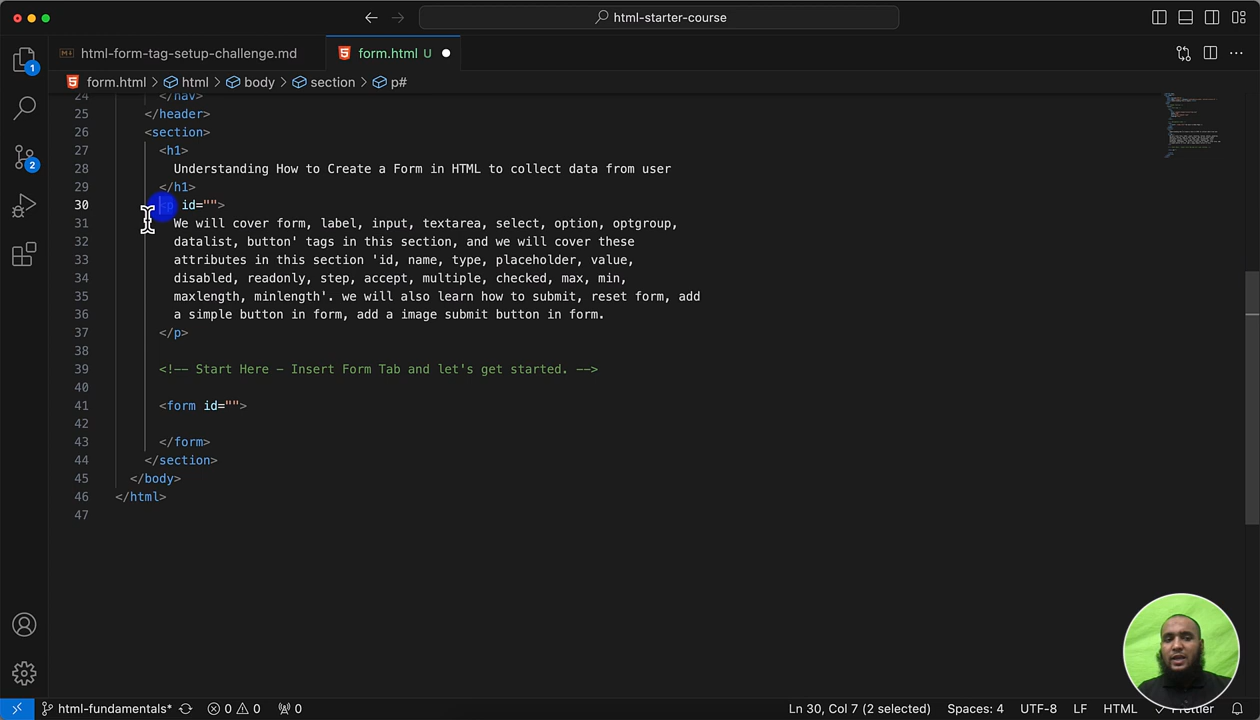 html-starter-course
html-form-tag-setup-challenge.md
form.html U
form.html > html > body > section > p#
24 </nav>
25 </header>
26 <section>
27 <h1>
28 Understanding How to Create a Form in HTML to collect data from user
29 </h1>
30 <p id="">
31 We will cover form, label, input, textarea, select, option, optgroup,
32 datalist, button' tags in this section, and we will cover these
33 attributes in this section 'id, name, type, placeholder, value,
34 disabled, readonly, step, accept, multiple, checked, max, min,
35 maxlength, minlength'. we will also learn how to submit, reset form, add
36 a simple button in form, add a image submit button in form.
37 </p>
38
39 <!-- Start Here - Insert Form Tab and let's get started. -->
40
41 <form id="">
42
43 </form>
44 </section>
45 </body>
46 </html>
47
1
2
html-fundamentals* 0 0 0 Ln 30, Col 7 (2 selected) Spaces: 4 UTF-8 LF HTML Prettier